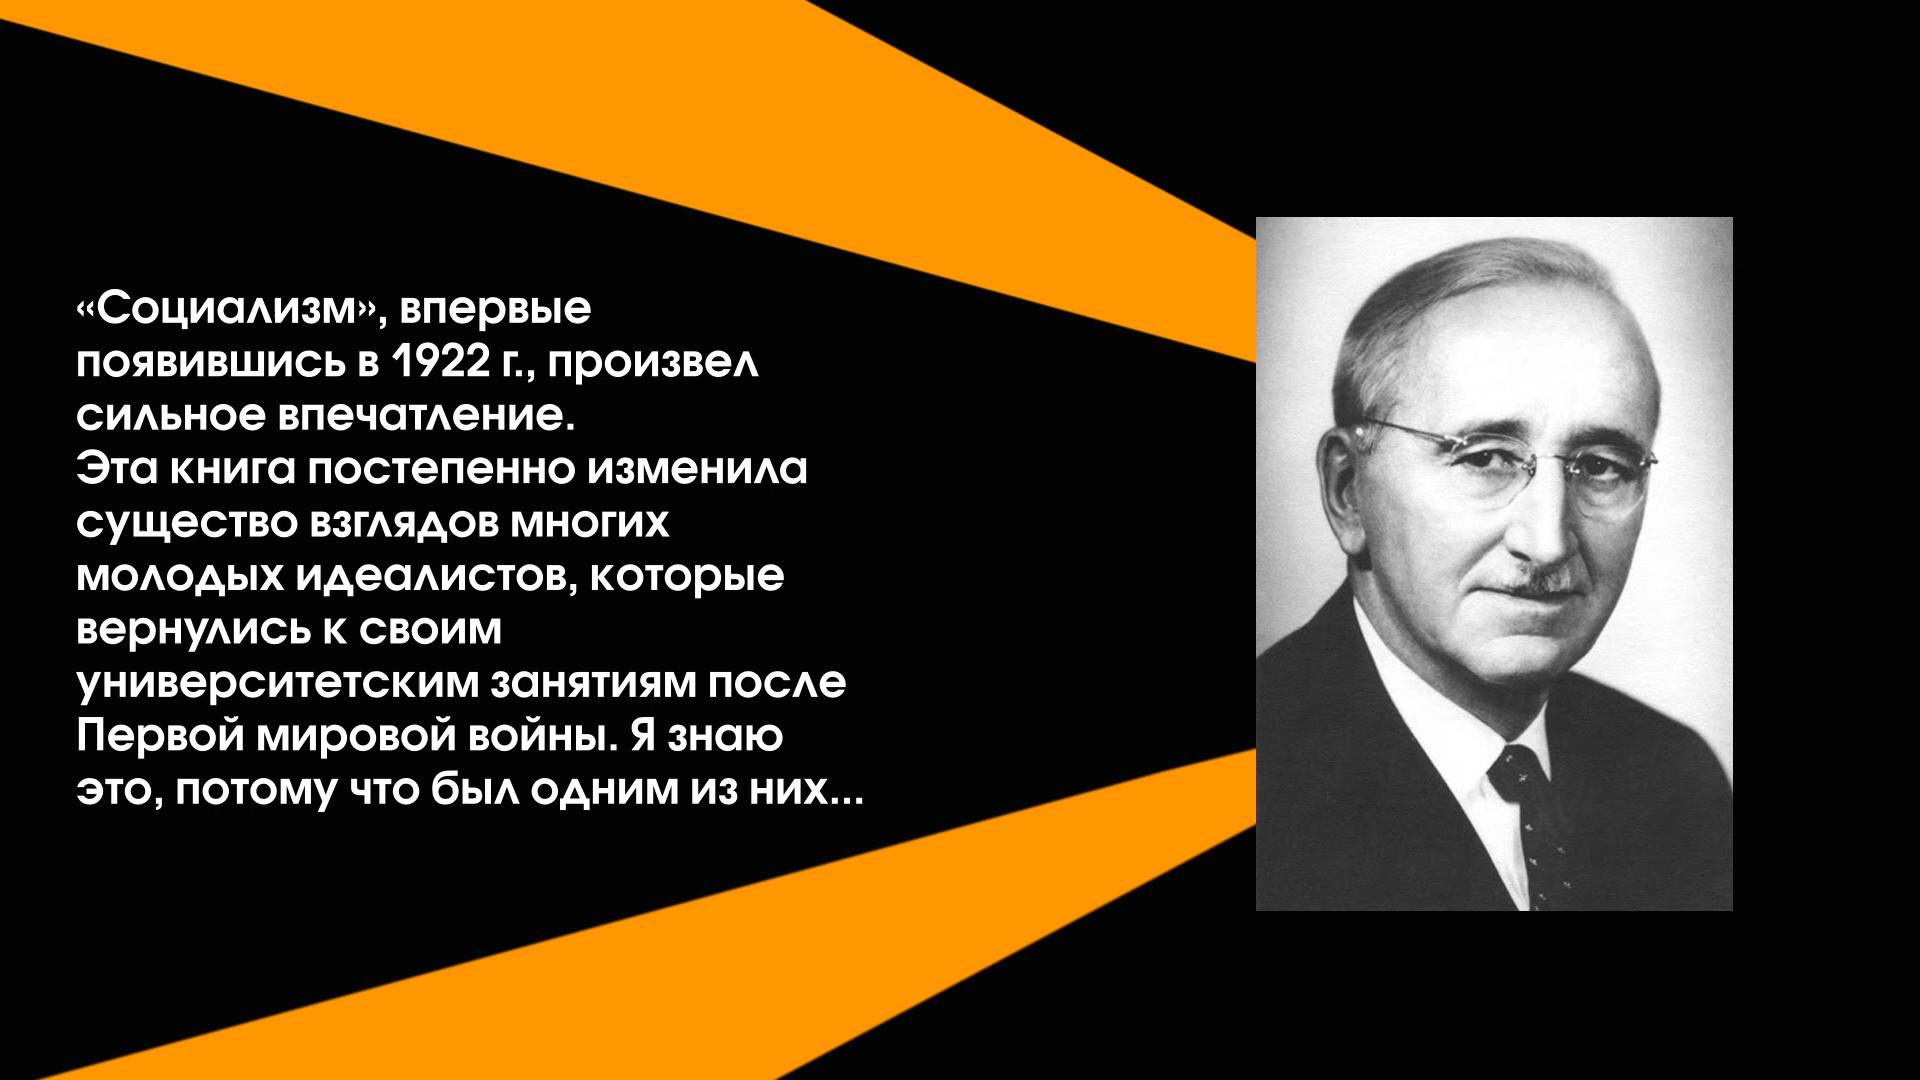 «Социализм», впервые
появившись в 1922 г., произвел
сильное впечатление.
Эта книга постепенно изменила
существо взглядов многих
молодых идеалистов, которые
вернулись к своим
университетским занятиям после
Первой мировой войны. Я знаю
это, потому что был одним из них...